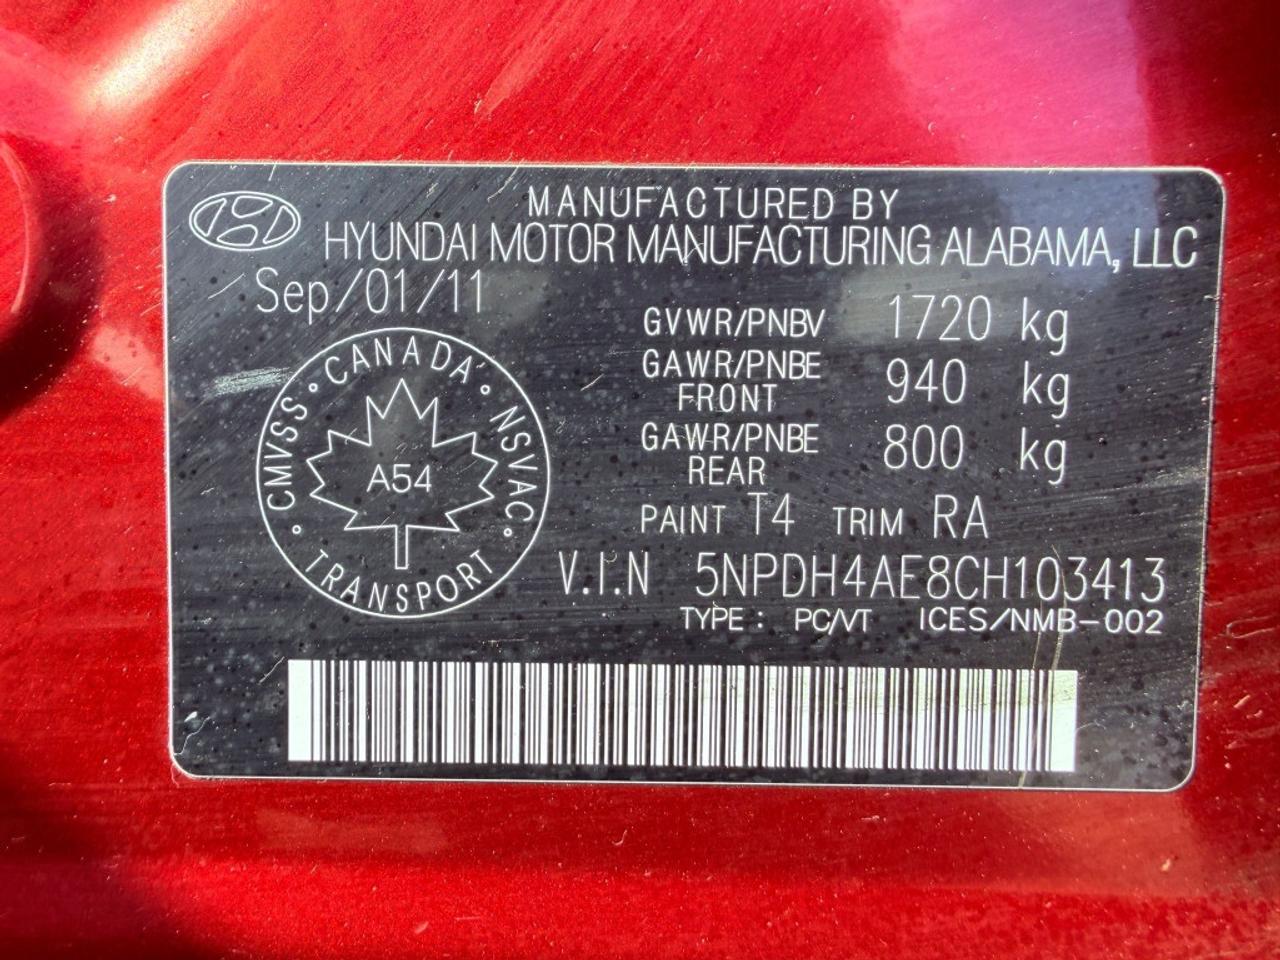 MANUFACTURED BY
HYUNDAI MOTOR MANUFACTURING ALABAMA, LLC
Sep/01/11
GVWR/PNBV 1720 kg
GAWR/PNBE FRONT 940 kg
GAWR/PNBE REAR 800 kg
CANADA
CMVSS
NSVAC
A54
TRANSPORT
PAINT T4 TRIM RA
V.I.N 5NPDH4AE8CH103413
TYPE: PC/VT ICES/NMB-002